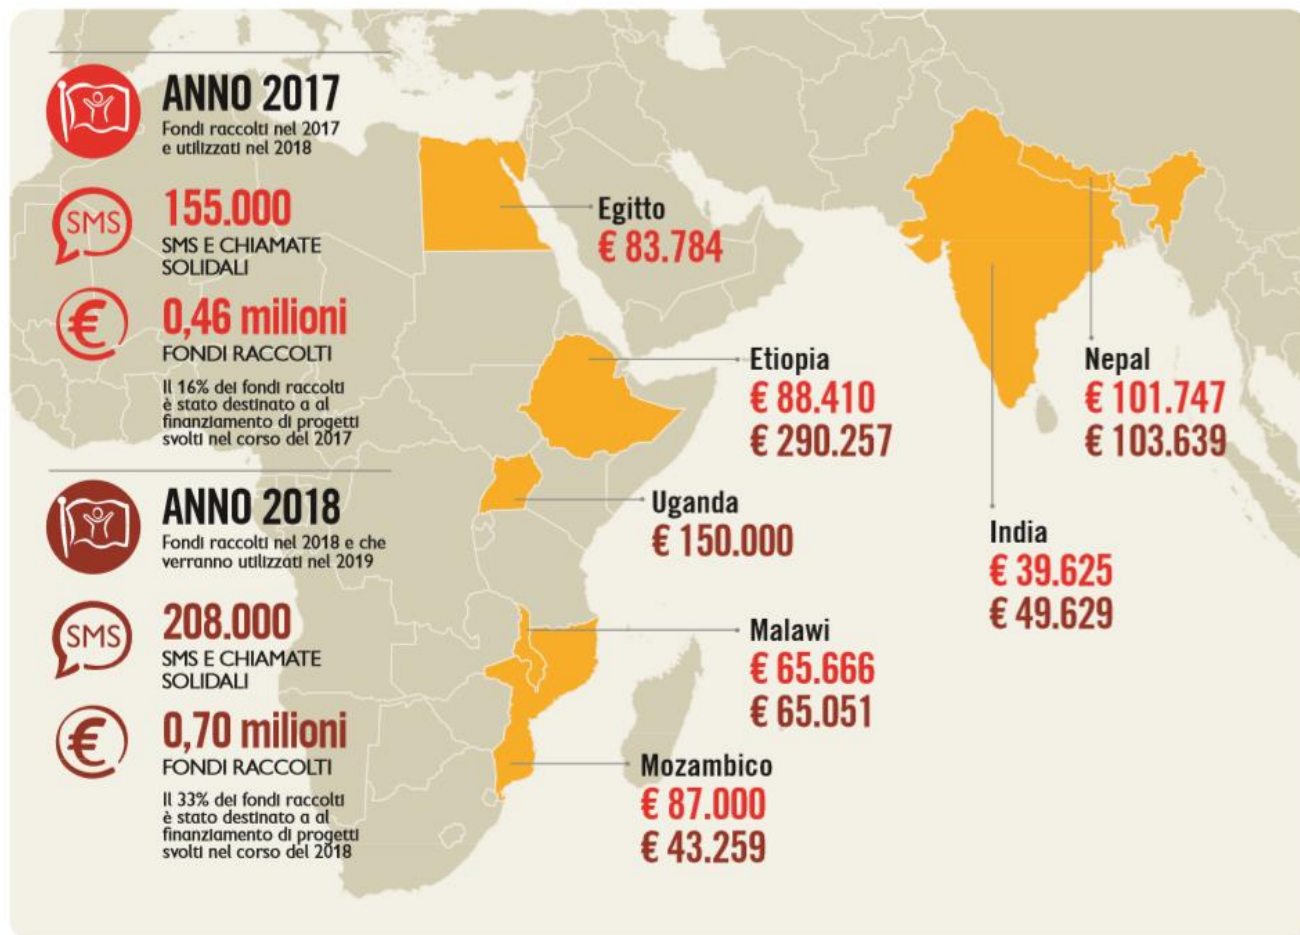 ANNO 2017
Fondi raccolti nel 2017
e utilizzati nel 2018
SMS
155.000
SMS E CHIAMATE
SOLIDALI
€
0,46 milioni
FONDI RACCOLTI
Il 16% dei fondi raccolti
è stato destinato a al
finanziamento di progetti
svolti nel corso del 2017
ANNO 2018
Fondi raccolti nel 2018 e che
verranno utilizzati nel 2019
SMS
208.000
SMS E CHIAMATE
SOLIDALI
€
0,70 milioni
FONDI RACCOLTI
Il 33% dei fondi raccolti
è stato destinato a al
finanziamento di progetti
svolti nel corso del 2018
Egitto
€ 83.784
Etiopia
€ 88.410
€ 290.257
Uganda
€ 150.000
Malawi
€ 65.666
€ 65.051
Mozambico
€ 87.000
€ 43.259
Nepal
€ 101.747
€ 103.639
India
€ 39.625
€ 49.629